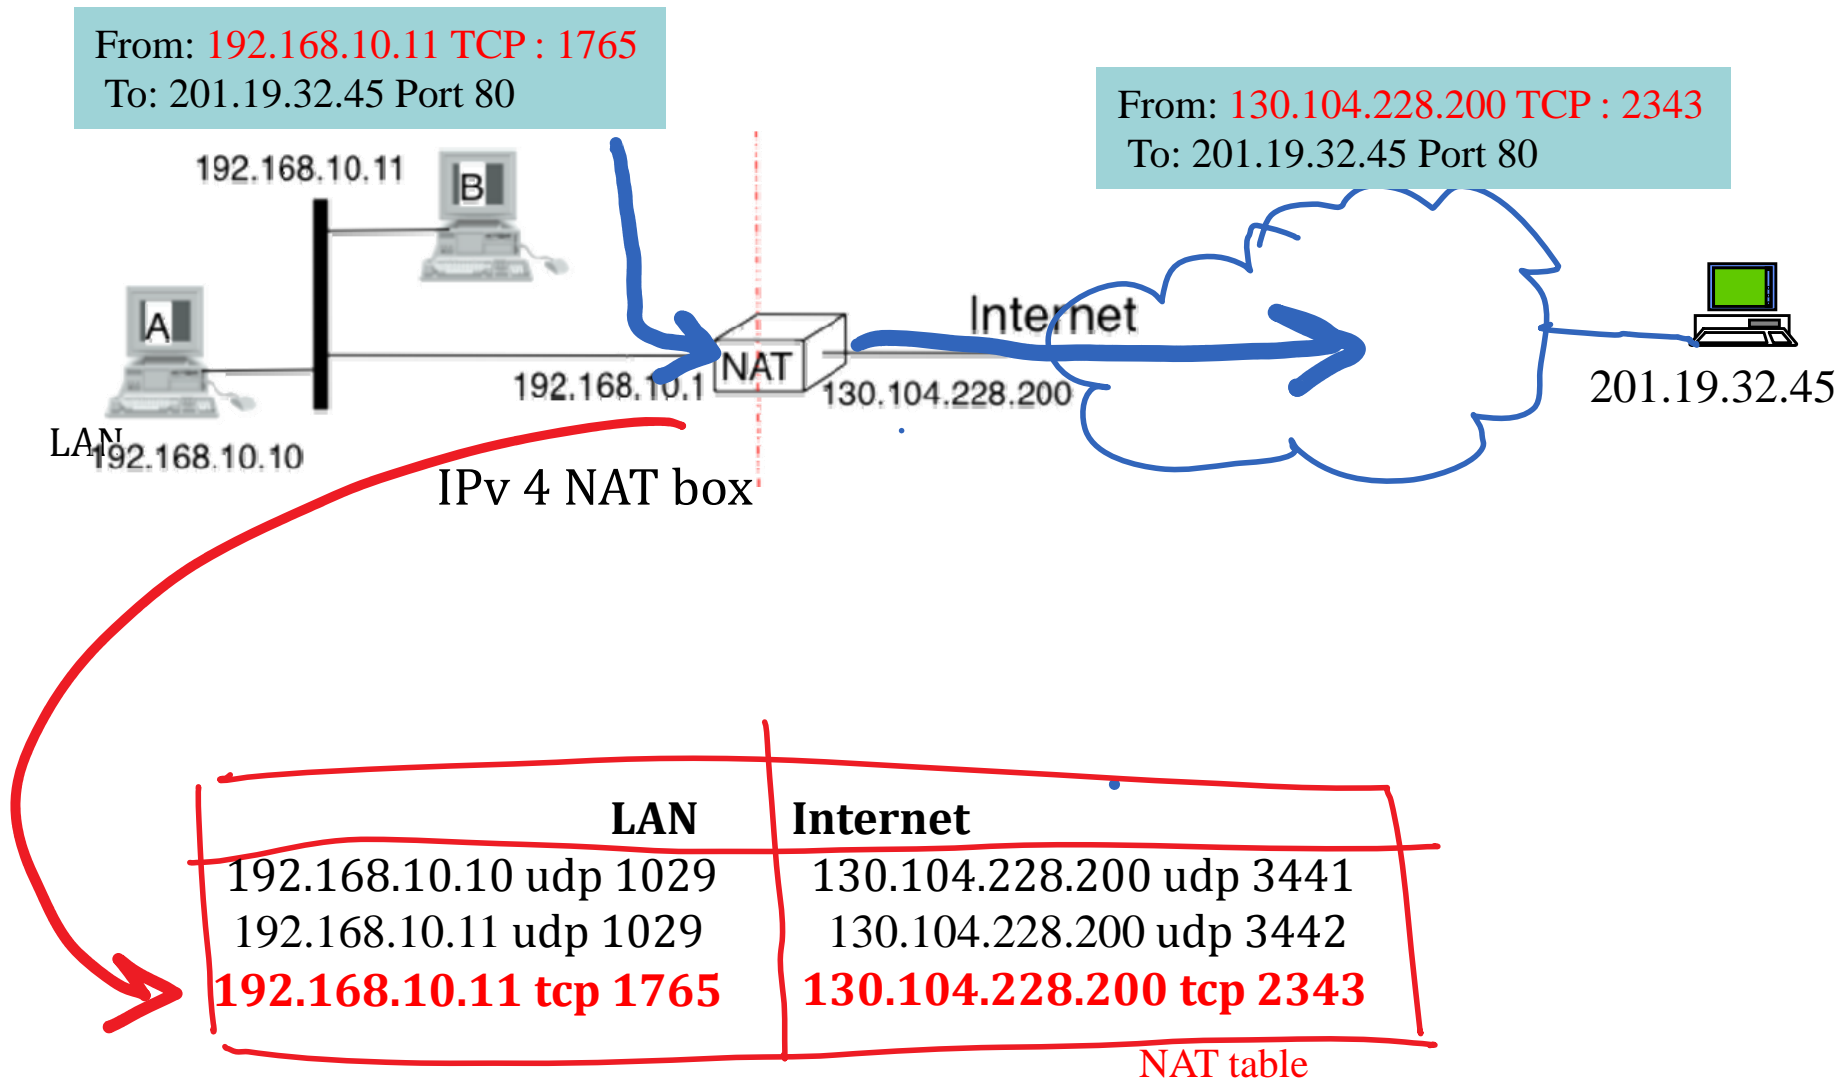 From: 192.168.10.11 TCP : 1765
To: 201.19.32.45 Port 80
From: 130.104.228.200 TCP : 2343
To: 201.19.32.45 Port 80
192.168.10.11
B
A
Internet
NAT
192.168.10.1
130.104.228.200
201.19.32.45
LAN
192.168.10.10
IPv 4 NAT box
LAN Internet
192.168.10.10 udp 1029 130.104.228.200 udp 3441
192.168.10.11 udp 1029 130.104.228.200 udp 3442
192.168.10.11 tcp 1765 130.104.228.200 tcp 2343
NAT table